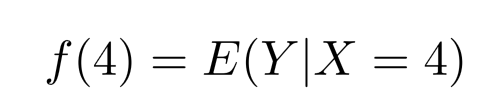 f(4) = E(Y|X = 4)